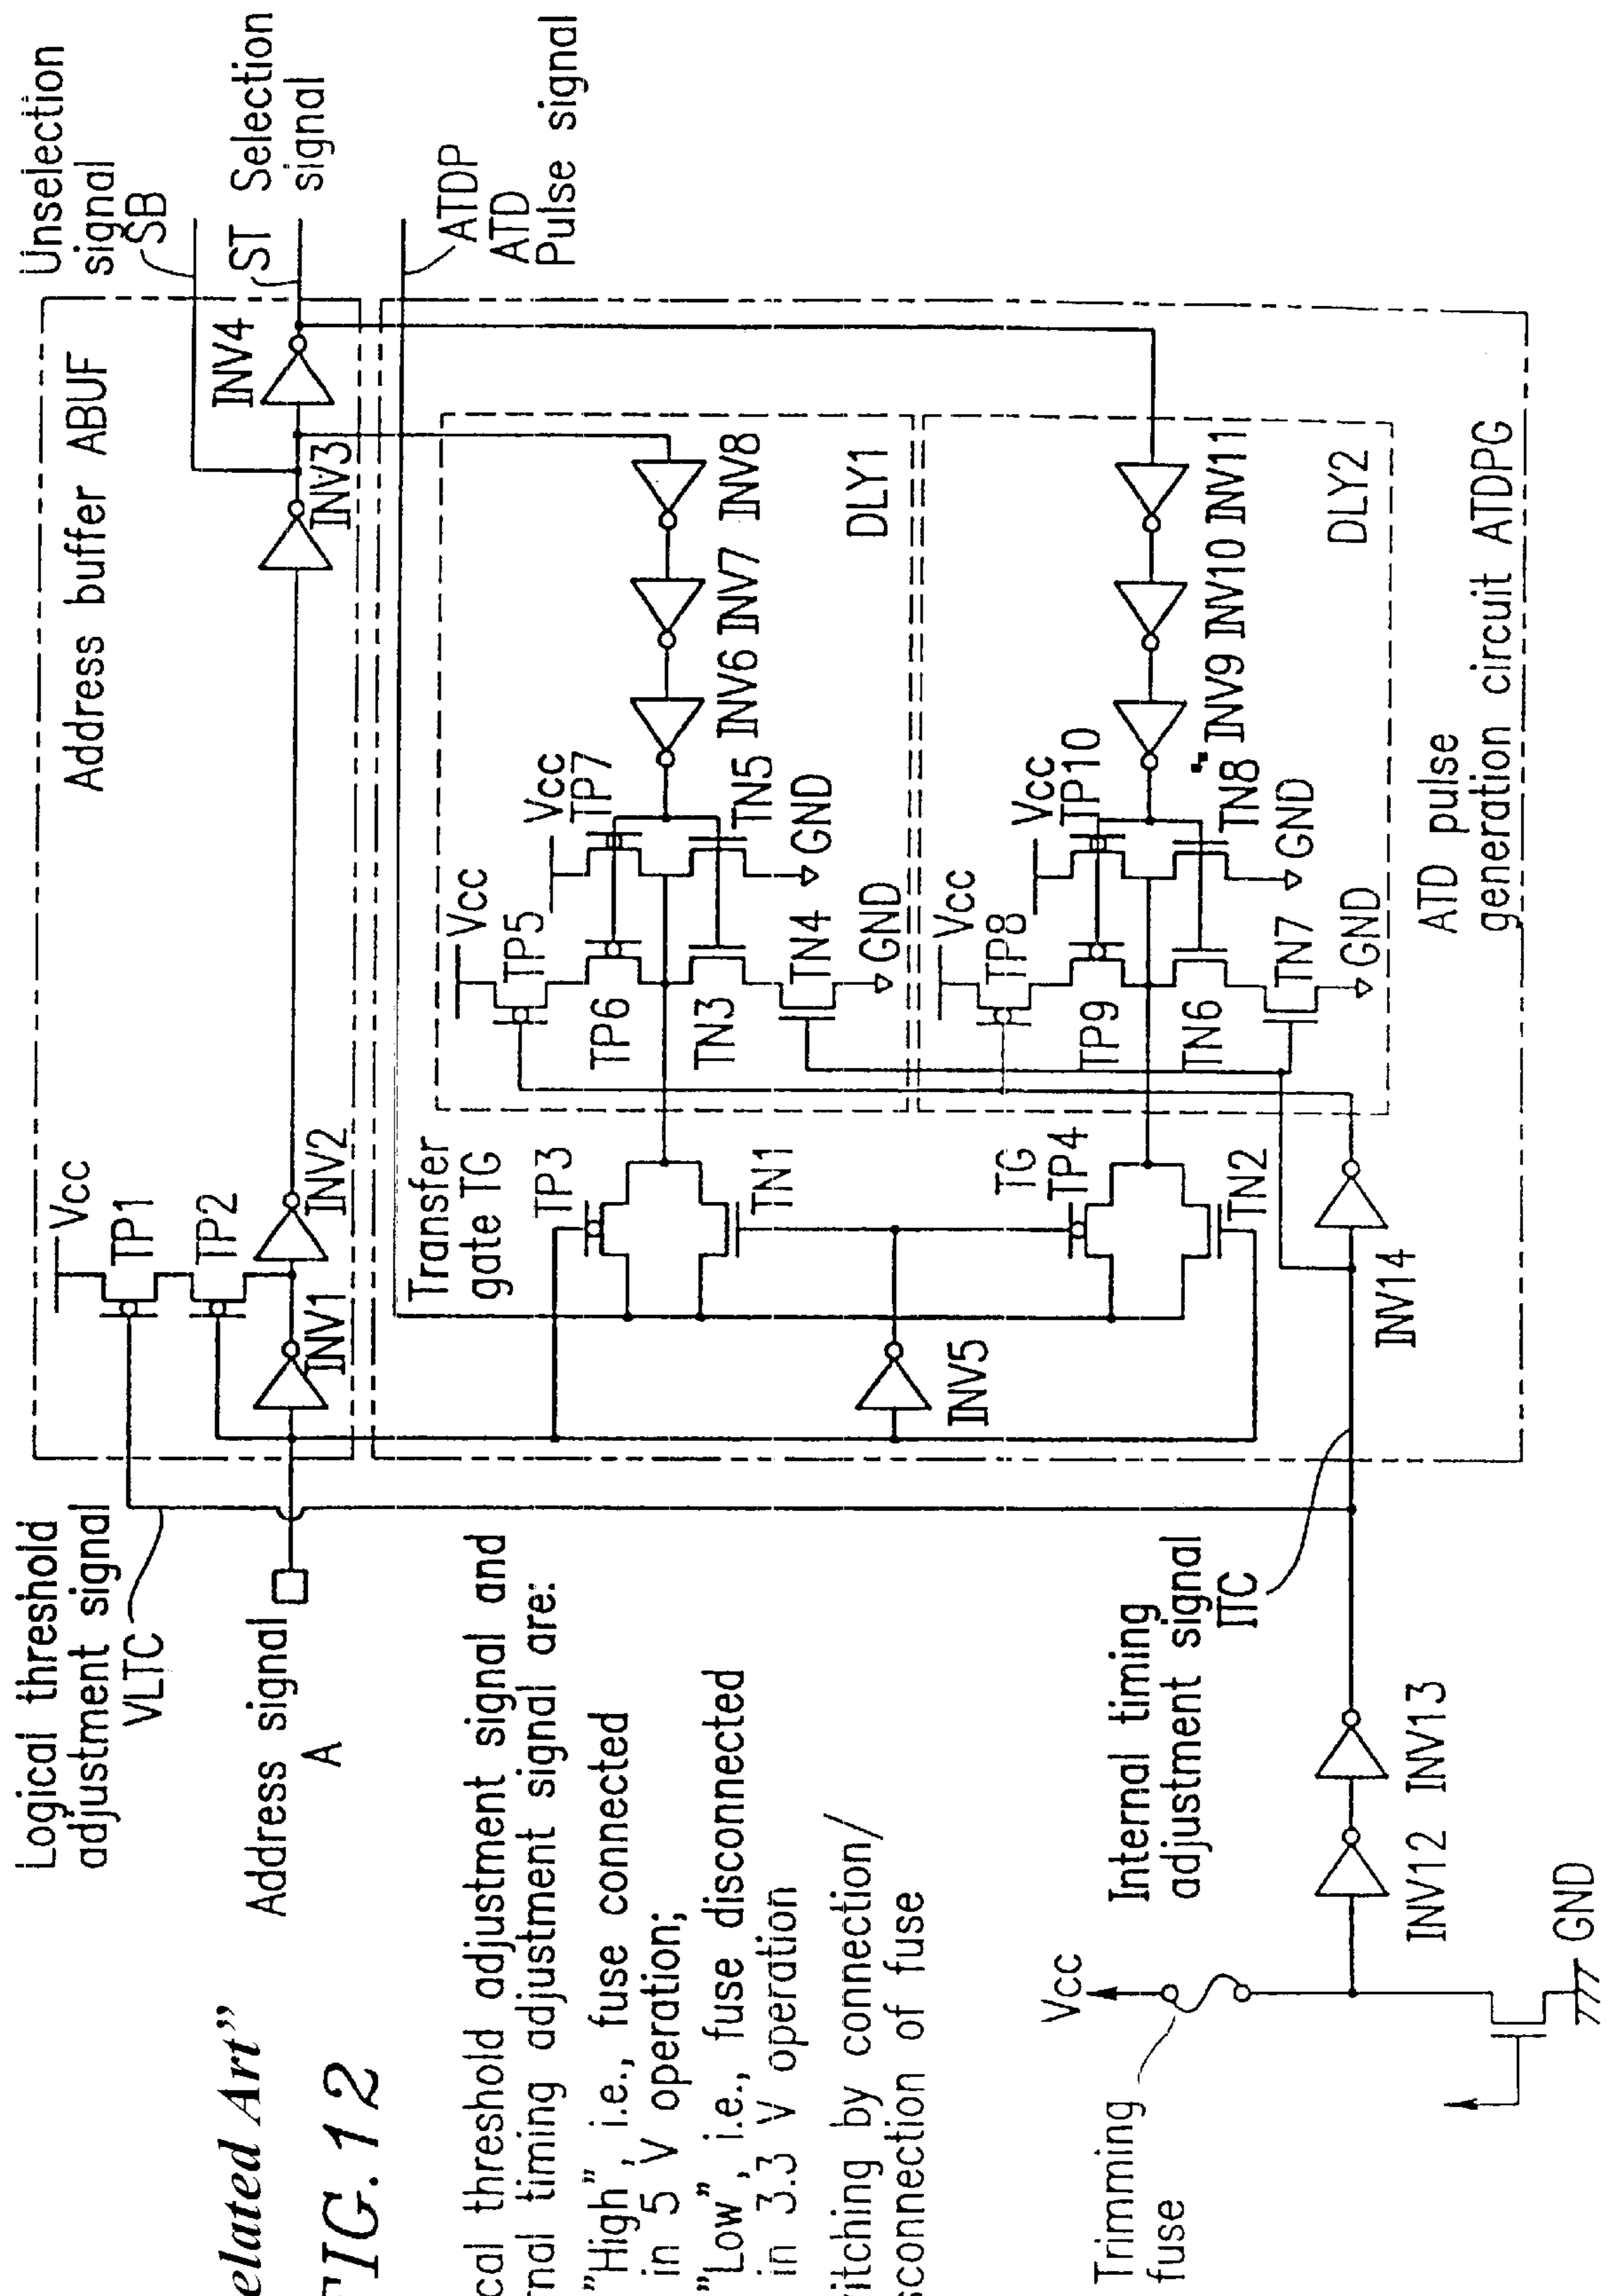 elated Art"
FIG. 12
Logical threshold
adjustment signal
VLTC
Address signal
A
cal threshold adjustment signal and
nal timing adjustment signal are:
"High", i.e., fuse connected
in 5 V operation;
"Low", i.e., fuse disconnected
in 3.3 V operation
itching by connection/
sconnection of fuse
Trimming
fuse
Vcc
GND
INV12 INV13
Internal timing
adjustment signal
ITC
Address buffer ABUF
Vcc
TP1
TP2
INV1
INV2
INV3
INV4
Unselection
signal
SB
ST Selection
signal
ATDP
ATD
Pulse signal
Transfer
gate TG
TP3
TN1
INV5
TG
TP4
TN2
INV14
Vcc
TP5
TP6
TN3
TN4
GND
Vcc
TP7
TN5
GND
INV6 INV7 INV8
DLY1
Vcc
TP8
TP9
TN6
TN7
GND
Vcc
TP10
TN8
GND
INV9 INV10 INV11
DLY2
ATD pulse
generation circuit ATDPG